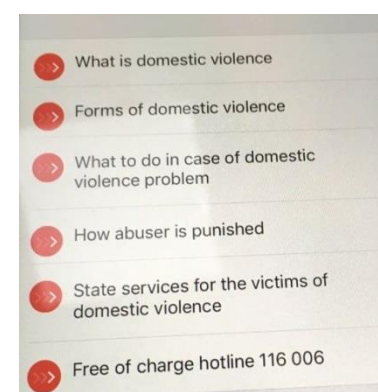 What is domestic violence
Forms of domestic violence
What to do in case of domestic
violence problem
How abuser is punished
State services for the victims of
domestic violence
Free of charge hotline 116 006